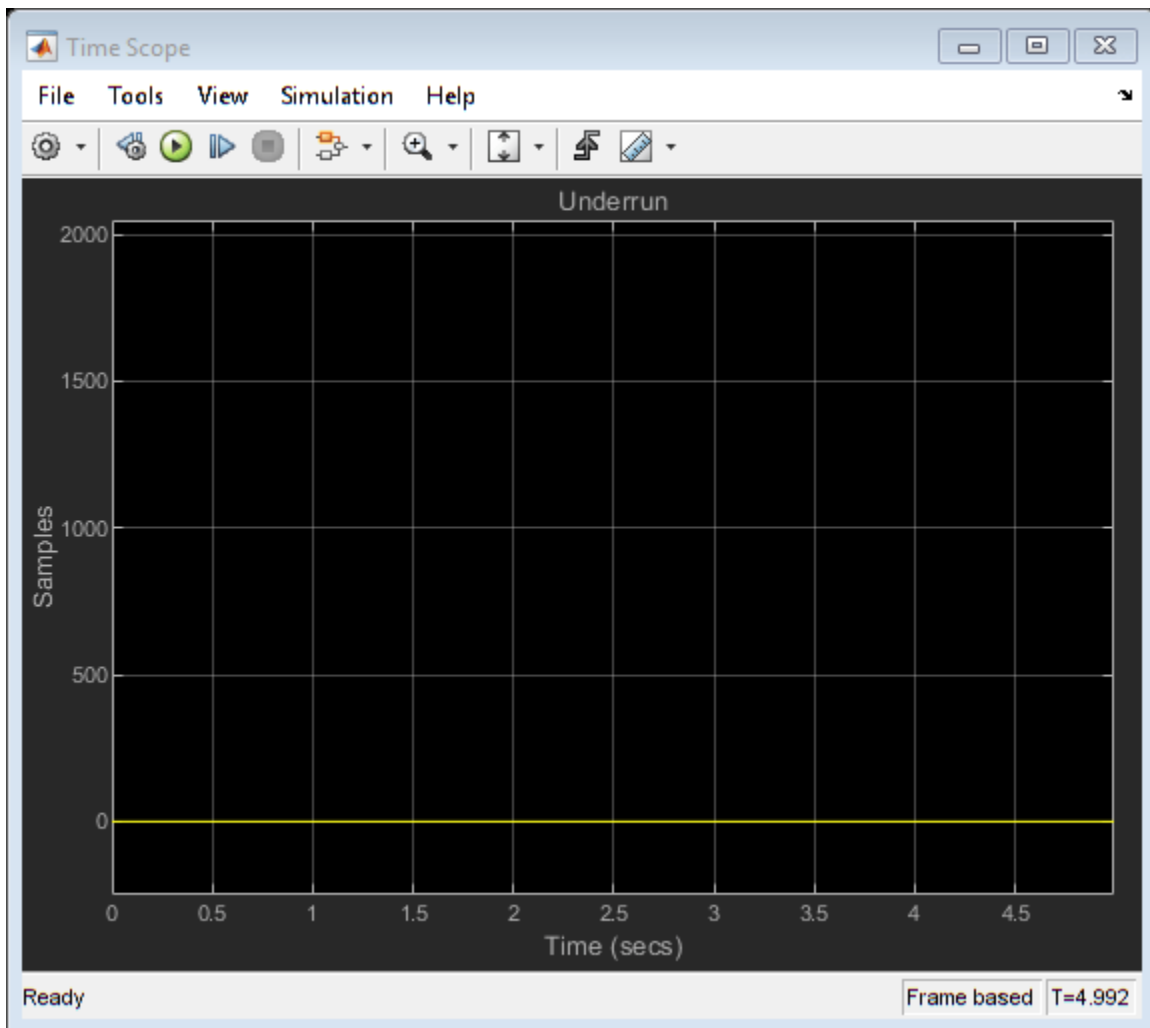 Time Scope
File Tools View Simulation Help
Underrun
2000
1500
1000
500
0
Samples
0 0.5 1 1.5 2 2.5 3 3.5 4 4.5
Time (secs)
Ready Frame based T=4.992